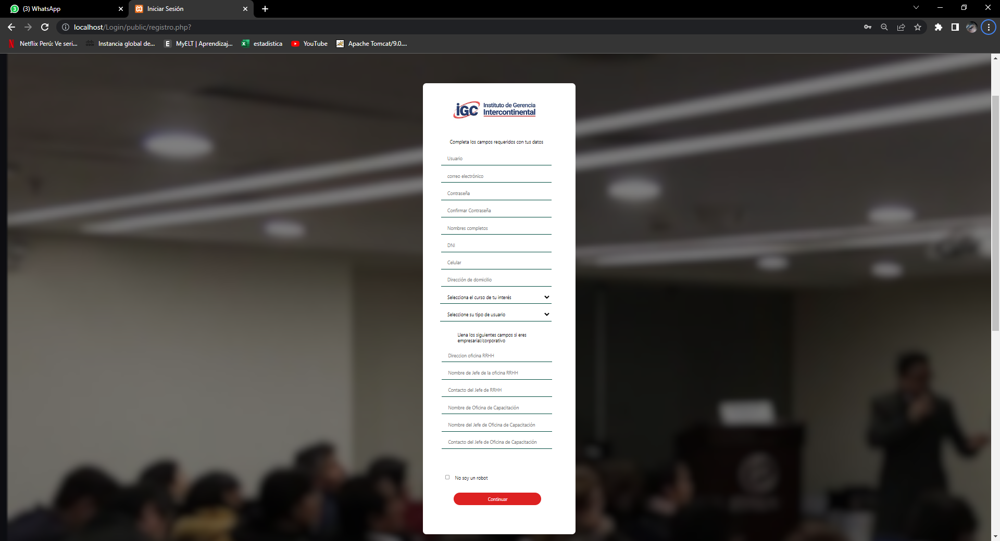 (3) WhatsApp
Iniciar Sesión
localhost/Login/public/registro.php?
Netflix Perú: Ve seri...
Instancia global de...
MyELT | Aprendizaj...
estadistica
YouTube
Apache Tomcat/9.0....
iGC Instituto de Gerencia
Intercontinental
Completa los campos requeridos con tus datos
Usuario
correo electrónico
Contraseña
Confirmar Contraseña
Nombres completos
DNI
Celular
Dirección de domicilio
Selecciona el curso de tu interés
Seleccione su tipo de usuario
Llena los siguientes campos si eres
empresarial/corporativo
Direccion oficina RRHH
Nombre de Jefe de la oficina RRHH
Contacto del Jefe de RRHH
Nombre de Oficina de Capacitación
Nombre del Jefe de Oficina de Capacitación
Contacto del Jefe de Oficina de Capacitación
No soy un robot
Continuar